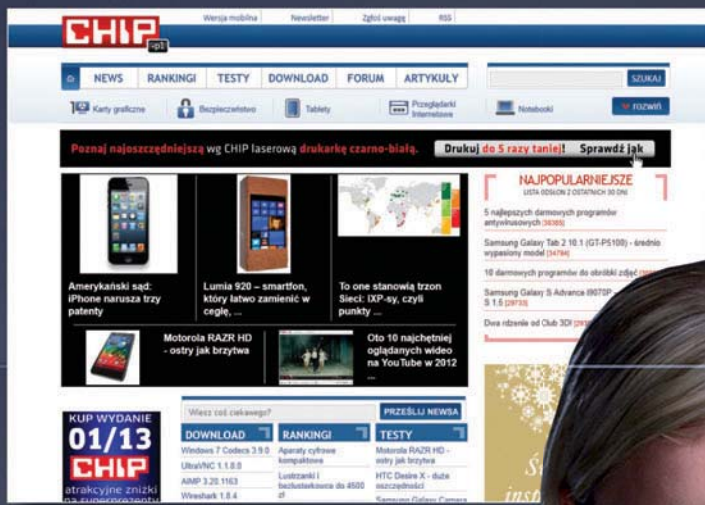 Wersja mobilna Newsletter Zgłoś uwagę RSS
CHIP
.pl
NEWS RANKINGI TESTY DOWNLOAD FORUM ARTYKUŁY
SZUKAJ
Karty graficzne Bezpieczeństwo Tablety Przeglądarki Internetowe Notebooki
rozwiń
Poznaj najoszczędniejszą wg CHIP laserową drukarkę czarno-białą. Drukuj do 5 razy taniej! Sprawdź jak
NAJPOPULARNIEJSZE
LISTA ODSŁON Z OSTATNICH 30 DNI
5 najlepszych darmowych programów
antywirusowych
Samsung Galaxy Tab 2 10.1 (GT-P5100) - średnio
wypasiony model
10 darmowych programów do obróbki zdjęć
Samsung Galaxy S Advance I9070P
S 1.6
Dwa rdzenie od Club 3D!
Amerykański sąd:
iPhone narusza trzy
patenty
Lumia 920 – smartfon,
który łatwo zamienić w
cegłę, ...
To one stanowią trzon
Sieci: IXP-sy, czyli
punkty ...
Motorola RAZR HD
- ostry jak brzytwa
Oto 10 najchętniej
oglądanych wideo
na YouTube w 2012
...
KUP WYDANIE
01/13
CHIP
atrakcyjne zniżki
na superprezenty
Wiesz coś ciekawego? PRZEŚLIJ NEWSA
DOWNLOAD
Windows 7 Codecs 3.9.0
UltraVNC 1.1.8.0
AIMP 3.20.1163
Wireshark 1.8.4
RANKINGI
Aparaty cyfrowe
kompaktowe
Lustrzanki i
bezlusterkowce do 4500
zł
TESTY
Motorola RAZR HD -
ostry jak brzytwa
HTC Desire X - duże
oszczędności
Samsung Galaxy Camera